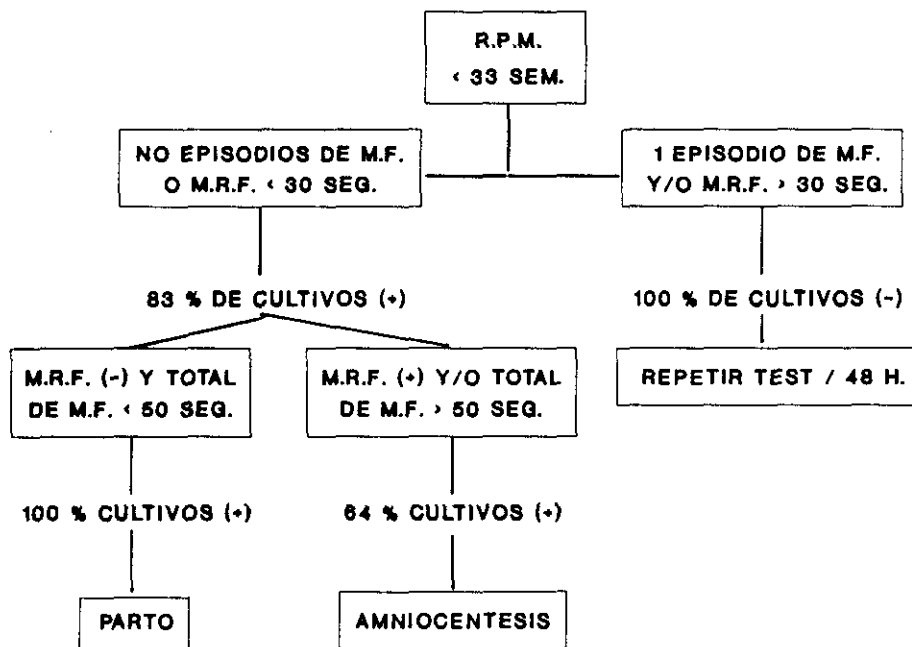 R.P.M.
< 33 SEM.
NO EPISODIOS DE M.F.
O M.R.F. < 30 SEG.
1 EPISODIO DE M.F.
Y/O M.R.F. > 30 SEG.
83 % DE CULTIVOS (+)
100 % DE CULTIVOS (-)
M.R.F. (-) Y TOTAL
DE M.F. < 50 SEG.
M.R.F. (+) Y/O TOTAL
DE M.F. > 50 SEG.
REPETIR TEST / 48 H.
100 % CULTIVOS (+)
64 % CULTIVOS (+)
PARTO
AMNIOCENTESIS